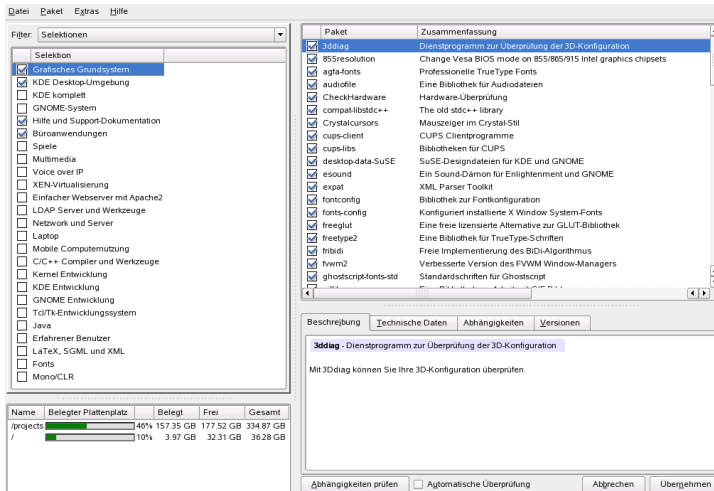 Datei Paket Extras Hilfe
Filter: Selektionen
Selektion
Grafisches Grundsystem
KDE Desktop-Umgebung
KDE komplett
GNOME-System
Hilfe und Support-Dokumentation
Büroanwendungen
Spiele
Multimedia
Voice over IP
XEN-Virtualisierung
Einfacher Webserver mit Apache2
LDAP Server und Werkzeuge
Netzwork und Server
Laptop
Mobile Computernutzung
C/C++ Compiler und Werkzeuge
Kernel Entwicklung
KDE Entwicklung
GNOME Entwicklung
Tcl/Tk-Entwicklungssystem
Java
Erfahrener Benutzer
LaTeX, SGML und XML
Fonts
Mono/CLR
Name Belegter Plattenplatz Belegt Frei Gesamt
/projects 46% 157.35 GB 177.52 GB 334.87 GB
/ 10% 3.97 GB 32.31 GB 36.28 GB
Paket Zusammenfassung
3ddiag Dienstprogramm zur Überprüfung der 3D-Konfiguration
855resolution Change Vesa BIOS mode on 855/865/915 Intel graphics chipsets
agfa-fonts Professionelle TrueType Fonts
audiofile Eine Bibliothek für Audiodateien
CheckHardware Hardware-Überprüfung
compat-libstdc++ The old stdc++ library
Crystalcursors Mauszeiger im Crystal-Stil
cups-client CUPS Clientprogramme
cups-libs Bibliotheken für CUPS
desktop-data-SuSE SuSE-Designdateien für KDE und GNOME
esound Ein Sound-Dämon für Enlightenment und GNOME
expat XML Parser Toolkit
fontconfig Bibliothek zur Fontkonfiguration
fonts-config Konfiguriert installierte X Window System-Fonts
freeglut Eine freie lizensierte Alternative zur GLUT-Bibliothek
freetype2 Eine Bibliothek für TrueType-Schriften
fribidi Freie Implementierung des BiDi-Algorithmus
fvwm2 Verbesserte Version des FVWM Window-Managers
ghostscript-fonts-std Standardschriften für Ghostscript
Beschreibung Technische Daten Abhängigkeiten Versionen
3ddiag - Dienstprogramm zur Überprüfung der 3D-Konfiguration
Mit 3Ddiag können Sie Ihre 3D-Konfiguration überprüfen.
Abhängigkeiten prüfen Automatische Überprüfung Abbrechen Übernehmen